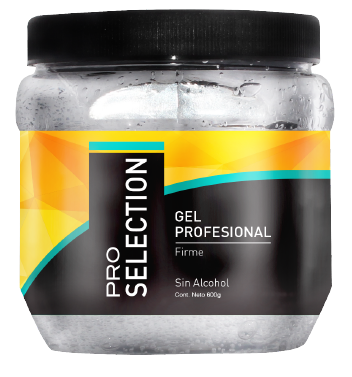 PRO
SELECTION
GEL
PROFESIONAL
Firme
Sin Alcohol
Cont. Neto 600g